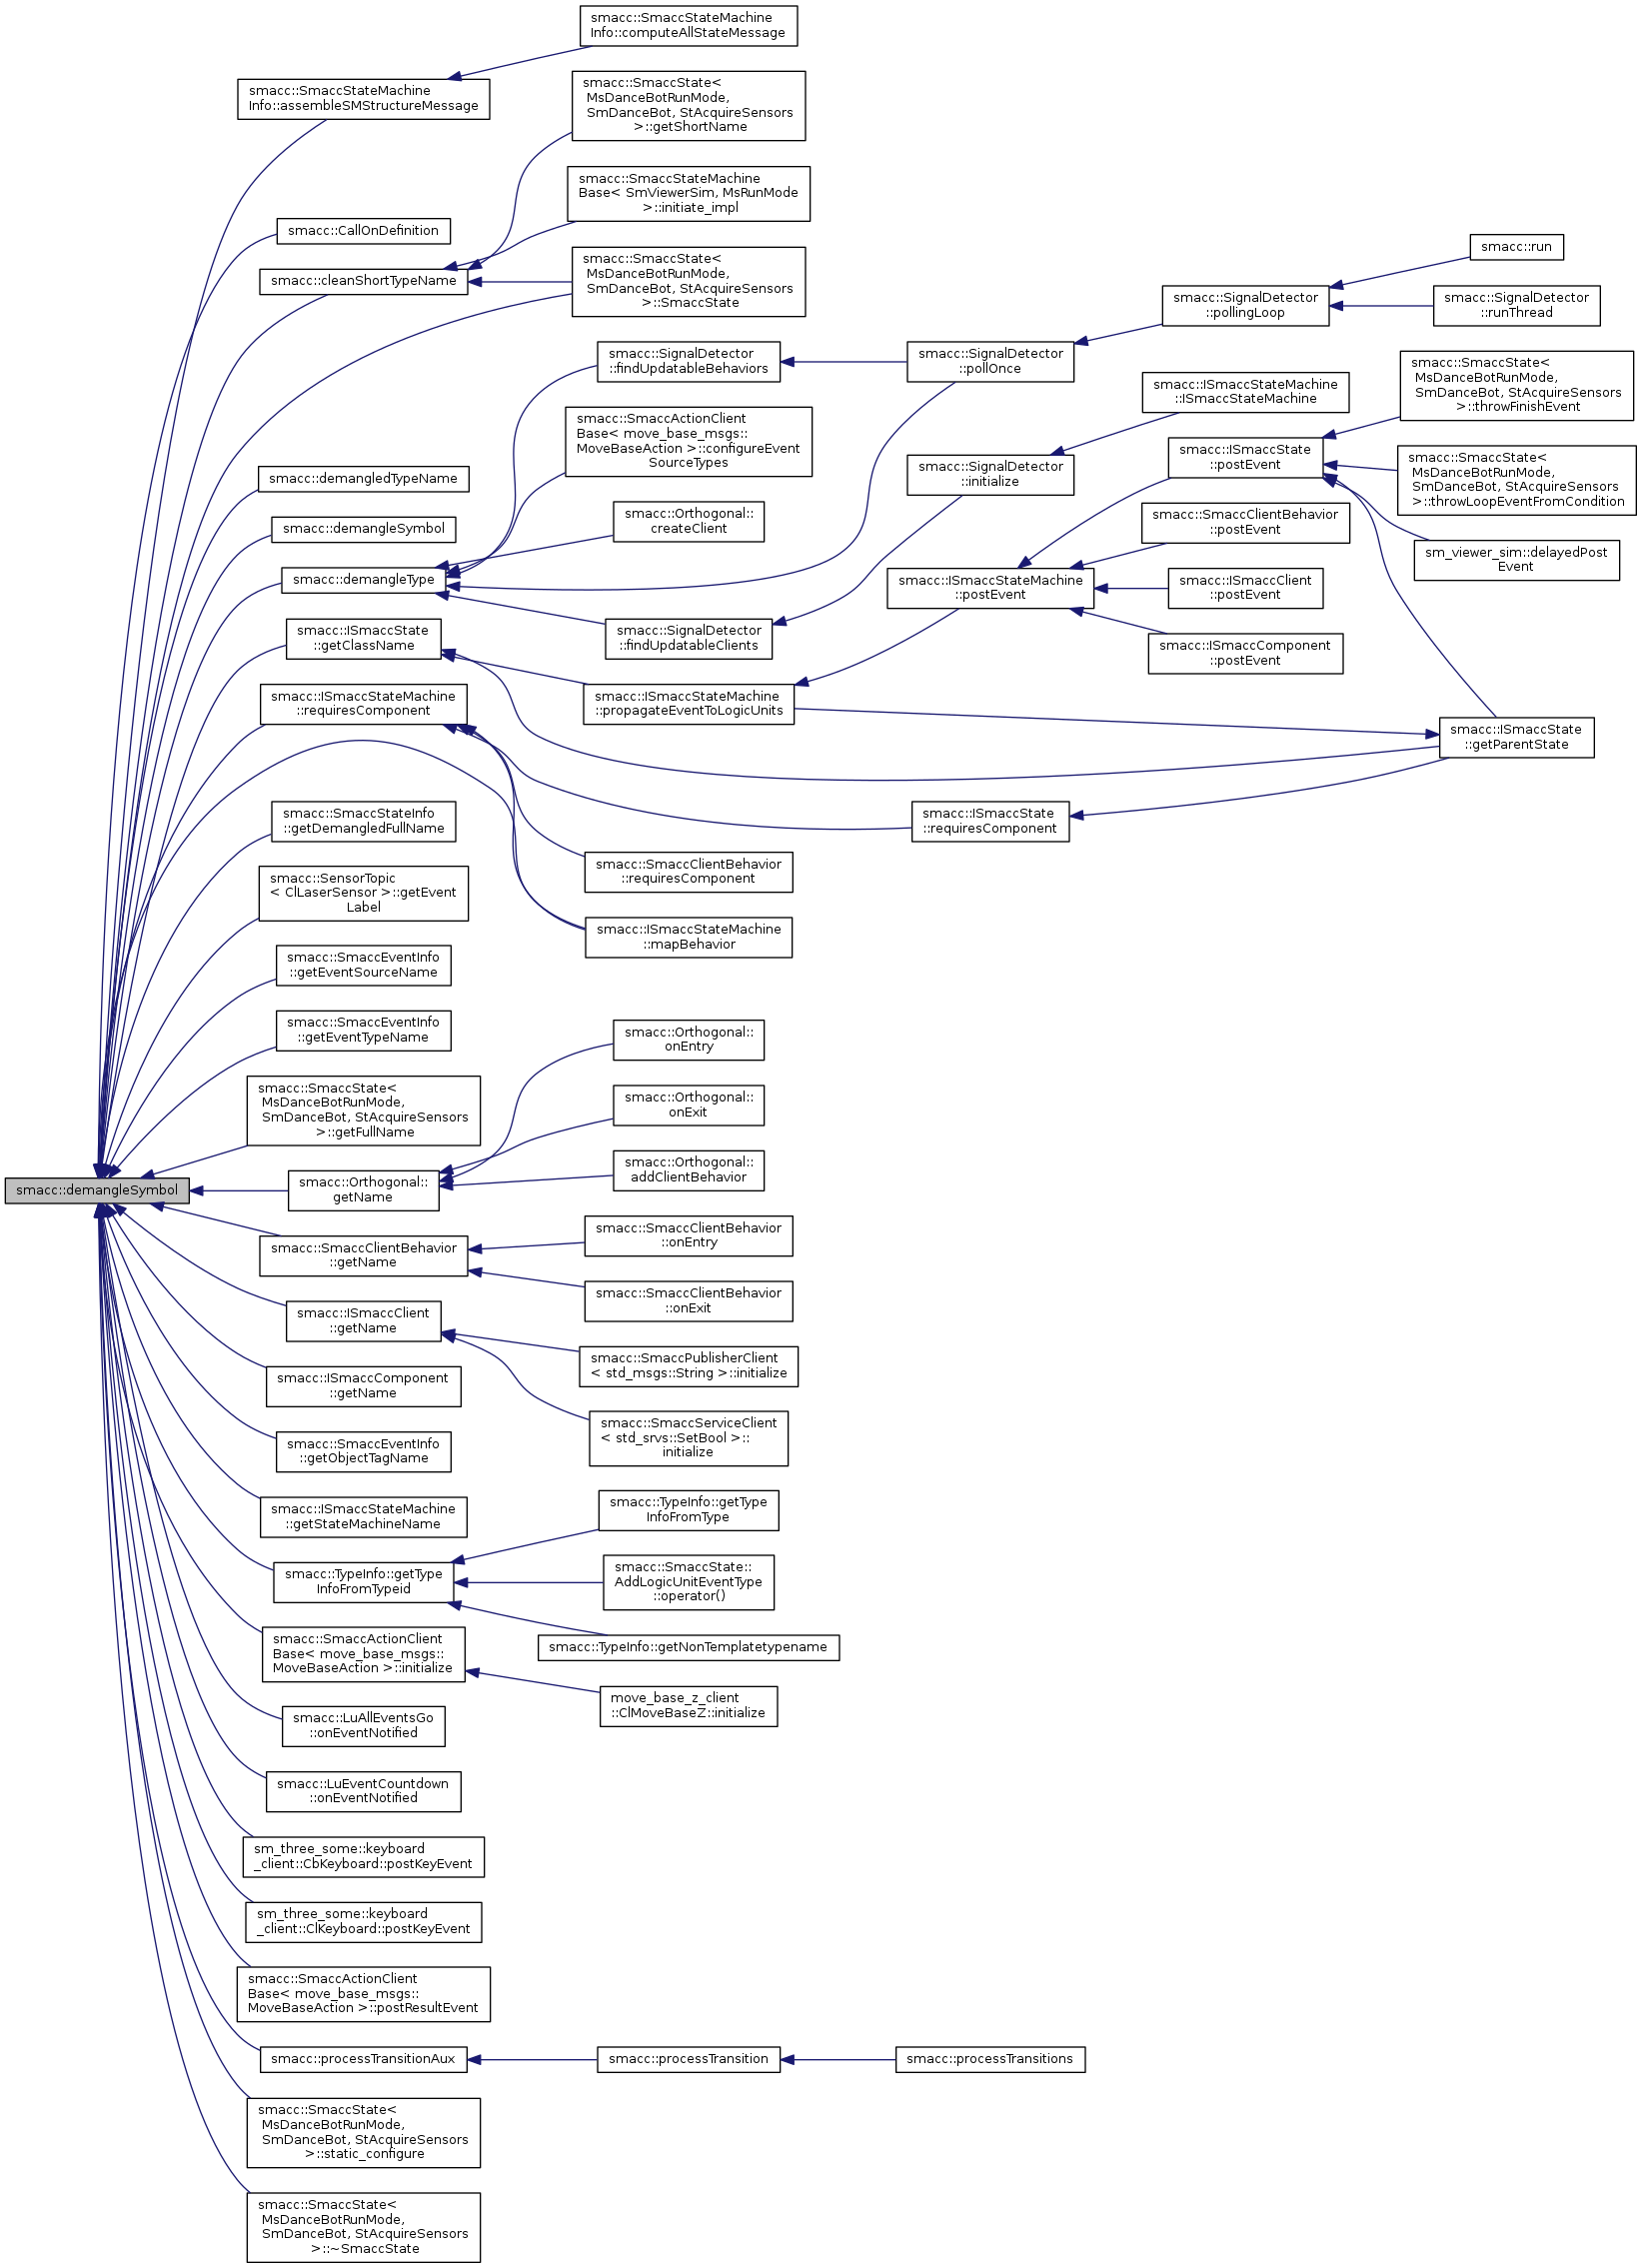 smacc::SmaccStateMachine
Info::computeAllStateMessage
smacc::SmaccStateMachine
Info::assembleSMStructureMessage
smacc::SmaccState<
MsDanceBotRunMode,
SmDanceBot, StAcquireSensors
>::getShortName
smacc::SmaccStateMachine
Base< SmViewerSim, MsRunMode
>::initiate_impl
smacc::CallOnDefinition
smacc::cleanShortTypeName
smacc::SmaccState<
MsDanceBotRunMode,
SmDanceBot, StAcquireSensors
>::SmaccState
smacc::run
smacc::SignalDetector
::pollingLoop
smacc::SignalDetector
::runThread
smacc::SignalDetector
::findUpdatableBehaviors
smacc::SignalDetector
::pollOnce
smacc::ISmaccStateMachine
::ISmaccStateMachine
smacc::SmaccState<
MsDanceBotRunMode,
SmDanceBot, StAcquireSensors
>::throwFinishEvent
smacc::SmaccActionClient
Base< move_base_msgs::
MoveBaseAction >::configureEvent
SourceTypes
smacc::ISmaccState
::postEvent
smacc::SmaccState<
MsDanceBotRunMode,
SmDanceBot, StAcquireSensors
>::throwLoopEventFromCondition
smacc::demangledTypeName
smacc::SignalDetector
::initialize
smacc::demangleSymbol
smacc::Orthogonal::
createClient
smacc::SmaccClientBehavior
::postEvent
sm_viewer_sim::delayedPost
Event
smacc::demangleType
smacc::ISmaccStateMachine
::postEvent
smacc::ISmaccClient
::postEvent
smacc::ISmaccState
::getClassName
smacc::SignalDetector
::findUpdatableClients
smacc::ISmaccComponent
::postEvent
smacc::ISmaccStateMachine
::requiresComponent
smacc::ISmaccStateMachine
::propagateEventToLogicUnits
smacc::ISmaccState
::getParentState
smacc::SmaccStateInfo
::getDemangledFullName
smacc::ISmaccState
::requiresComponent
smacc::SmaccClientBehavior
::requiresComponent
smacc::SensorTopic
< ClLaserSensor >::getEvent
Label
smacc::ISmaccStateMachine
::mapBehavior
smacc::SmaccEventInfo
::getEventSourceName
smacc::SmaccEventInfo
::getEventTypeName
smacc::Orthogonal::
onEntry
smacc::SmaccState<
MsDanceBotRunMode,
SmDanceBot, StAcquireSensors
>::getFullName
smacc::Orthogonal::
onExit
smacc::demangleSymbol
smacc::Orthogonal::
getName
smacc::Orthogonal::
addClientBehavior
smacc::SmaccClientBehavior
::getName
smacc::SmaccClientBehavior
::onEntry
smacc::SmaccClientBehavior
::onExit
smacc::ISmaccClient
::getName
smacc::SmaccPublisherClient
< std_msgs::String >::initialize
smacc::ISmaccComponent
::getName
smacc::SmaccServiceClient
< std_srvs::SetBool >::
initialize
smacc::SmaccEventInfo
::getObjectTagName
smacc::ISmaccStateMachine
::getStateMachineName
smacc::TypeInfo::getType
InfoFromType
smacc::TypeInfo::getType
InfoFromTypeid
smacc::SmaccState::
AddLogicUnitEventType
::operator()
smacc::TypeInfo::getNonTemplatetypename
smacc::SmaccActionClient
Base< move_base_msgs::
MoveBaseAction >::initialize
move_base_z_client
::ClMoveBaseZ::initialize
smacc::LuAllEventsGo
::onEventNotified
smacc::LuEventCountdown
::onEventNotified
sm_three_some::keyboard
_client::CbKeyboard::postKeyEvent
sm_three_some::keyboard
_client::ClKeyboard::postKeyEvent
smacc::SmaccActionClient
Base< move_base_msgs::
MoveBaseAction >::postResultEvent
smacc::processTransitionAux
smacc::processTransition
smacc::processTransitions
smacc::SmaccState<
MsDanceBotRunMode,
SmDanceBot, StAcquireSensors
>::static_configure
smacc::SmaccState<
MsDanceBotRunMode,
SmDanceBot, StAcquireSensors
>::~SmaccState